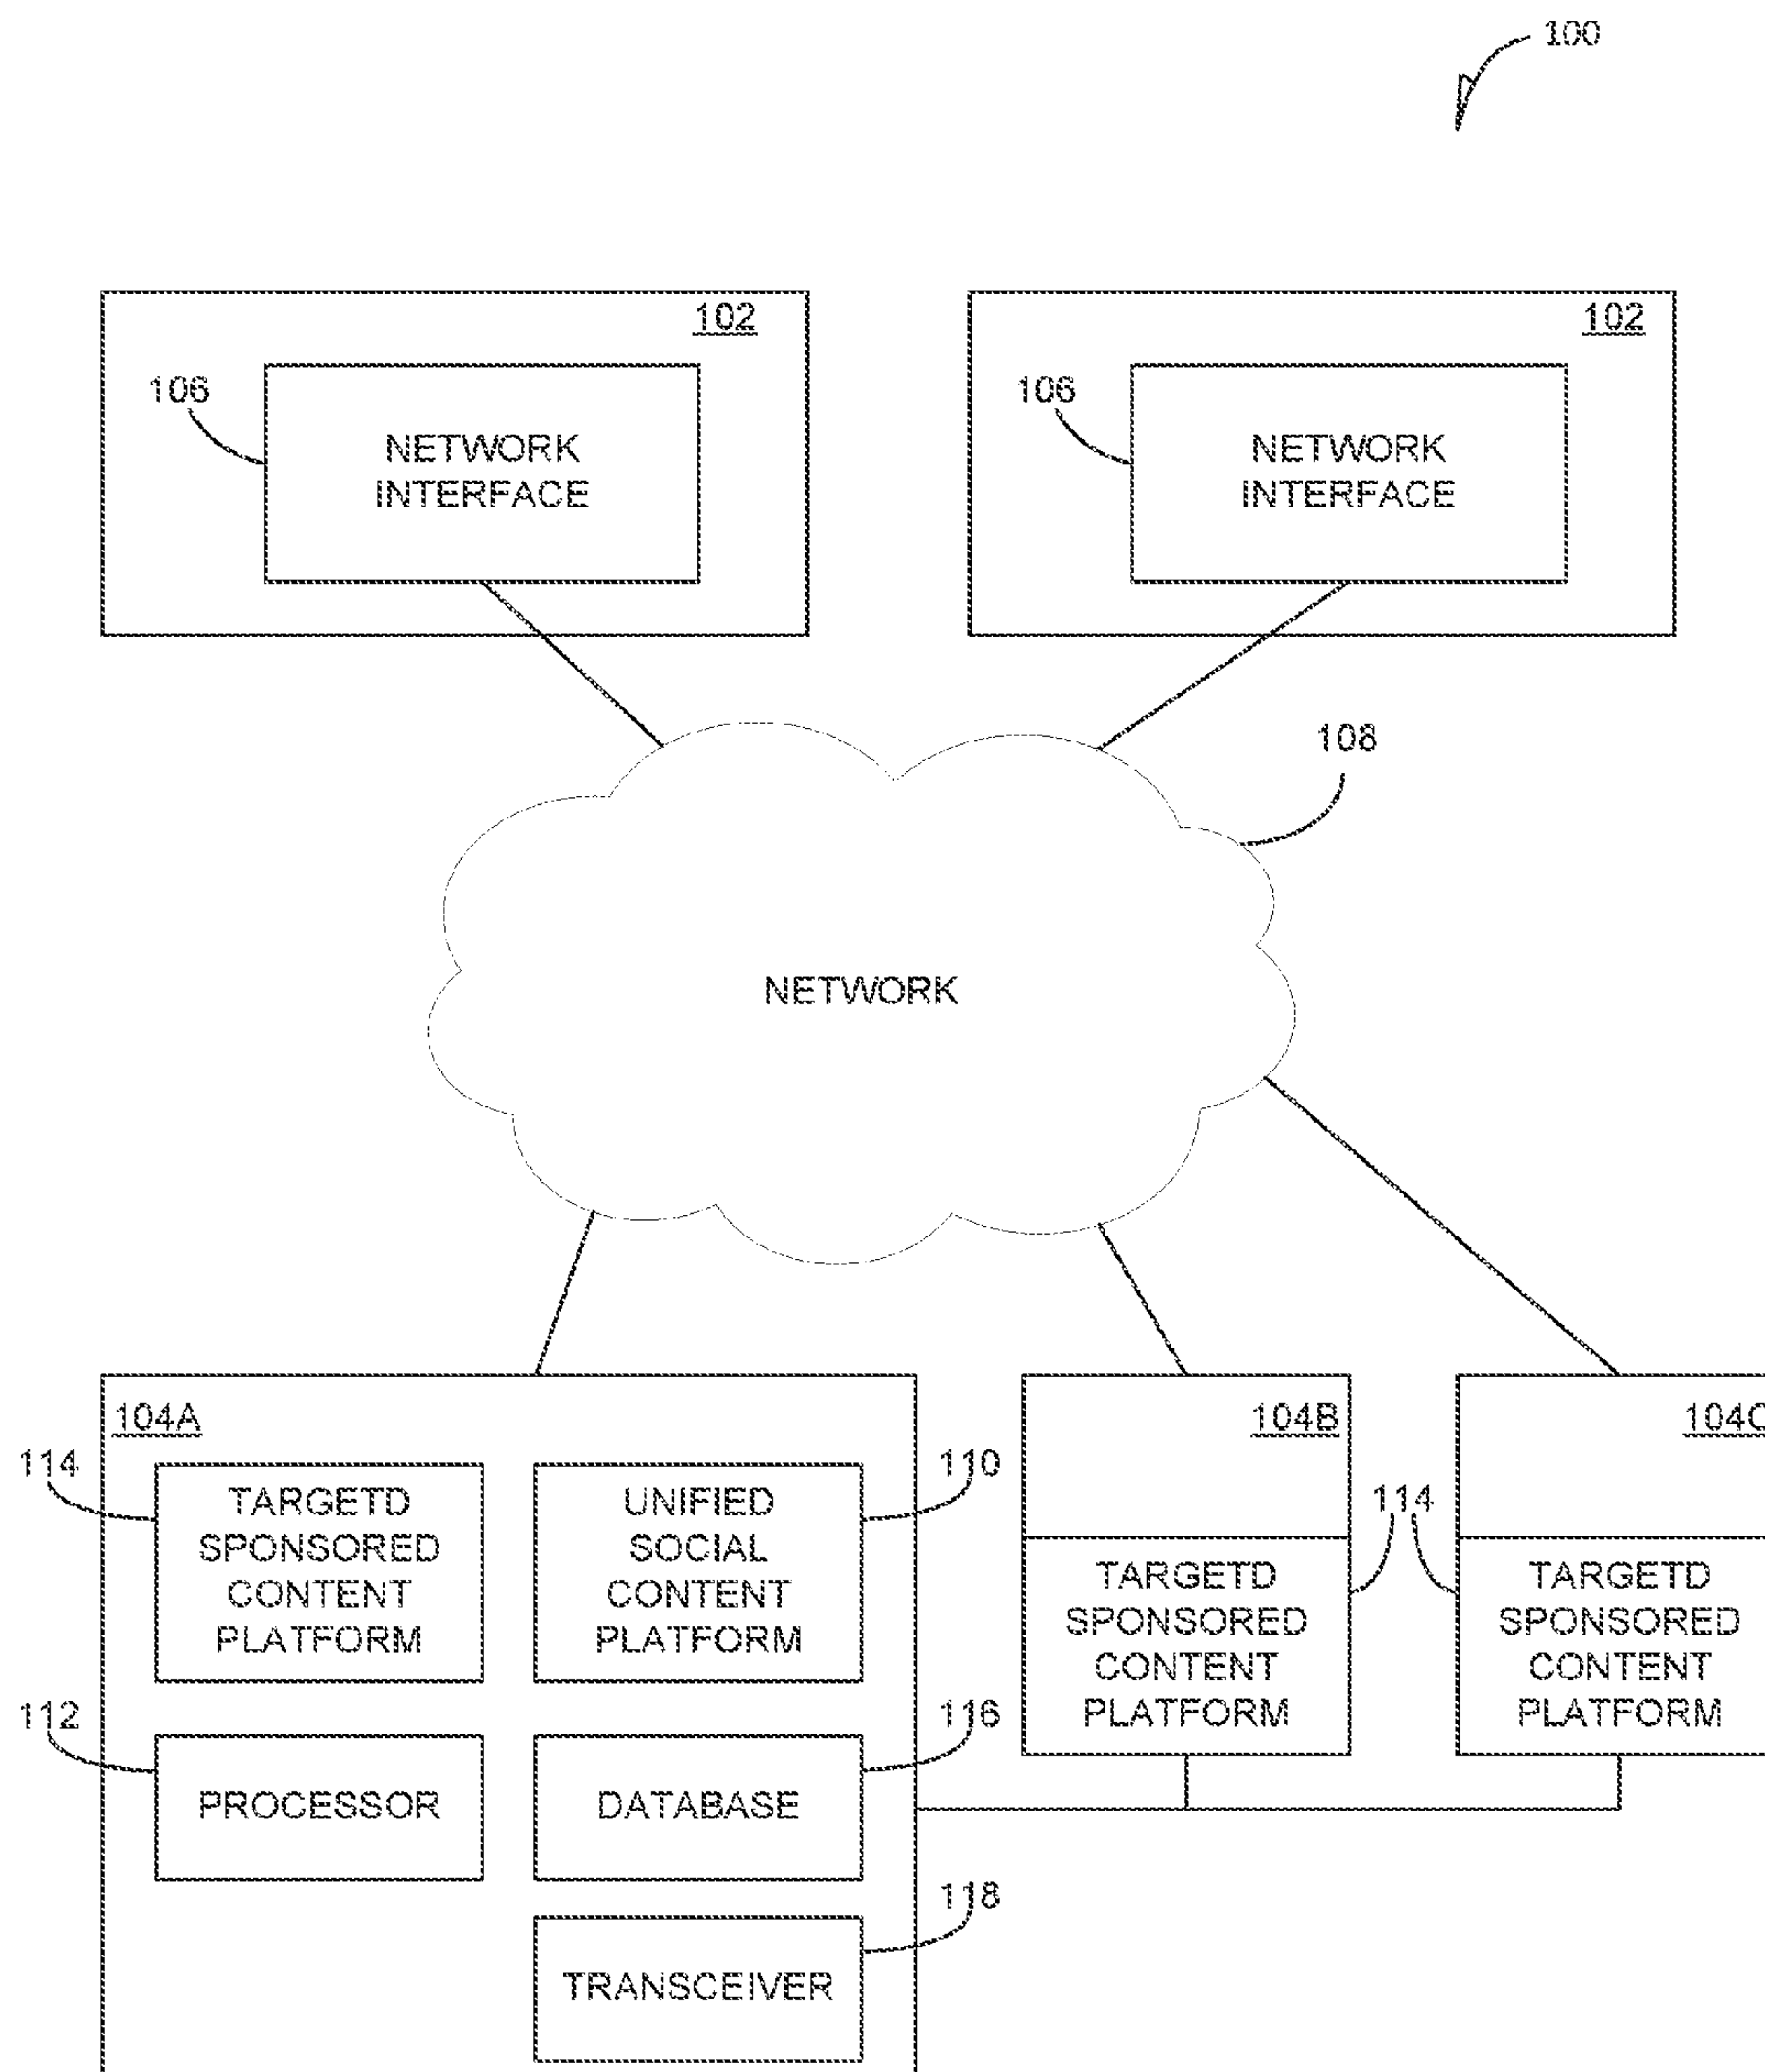 100
102
102
106
NETWORK
INTERFACE
106
NETWORK
INTERFACE
108
NETWORK
104A
104B
104C
114
TARGETD
SPONSORED
CONTENT
PLATFORM
UNIFIED
SOCIAL
CONTENT
PLATFORM
110
114
TARGETD
SPONSORED
CONTENT
PLATFORM
TARGETD
SPONSORED
CONTENT
PLATFORM
112
PROCESSOR
DATABASE
116
TRANSCEIVER
118